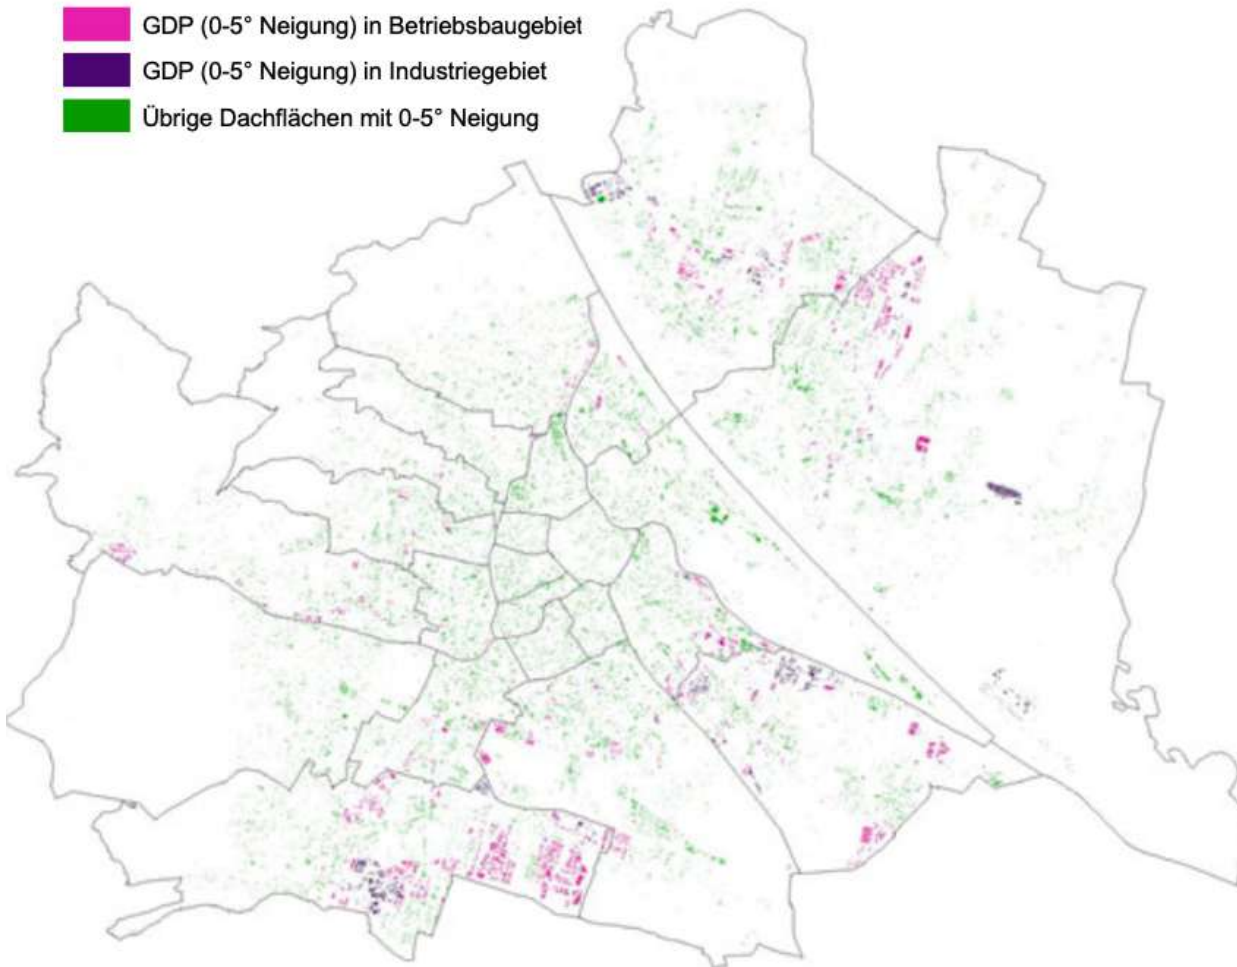 GDP (0-5° Neigung) in Betriebsbaugebiet
GDP (0-5° Neigung) in Industriegebiet
Übrige Dachflächen mit 0-5° Neigung